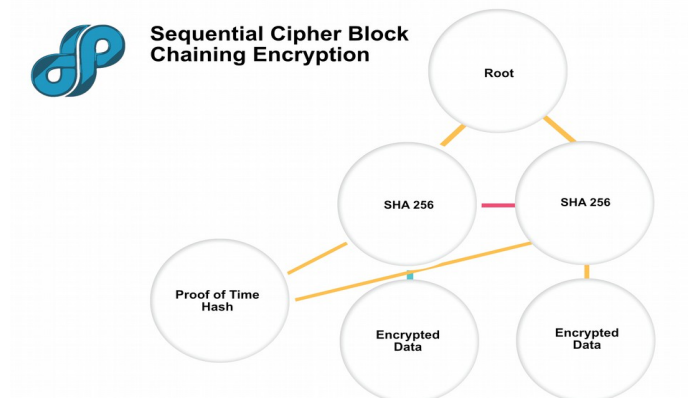 Sequential Cipher Block
Chaining Encryption
Root
SHA 256
SHA 256
Proof of Time
Hash
Encrypted
Data
Encrypted
Data